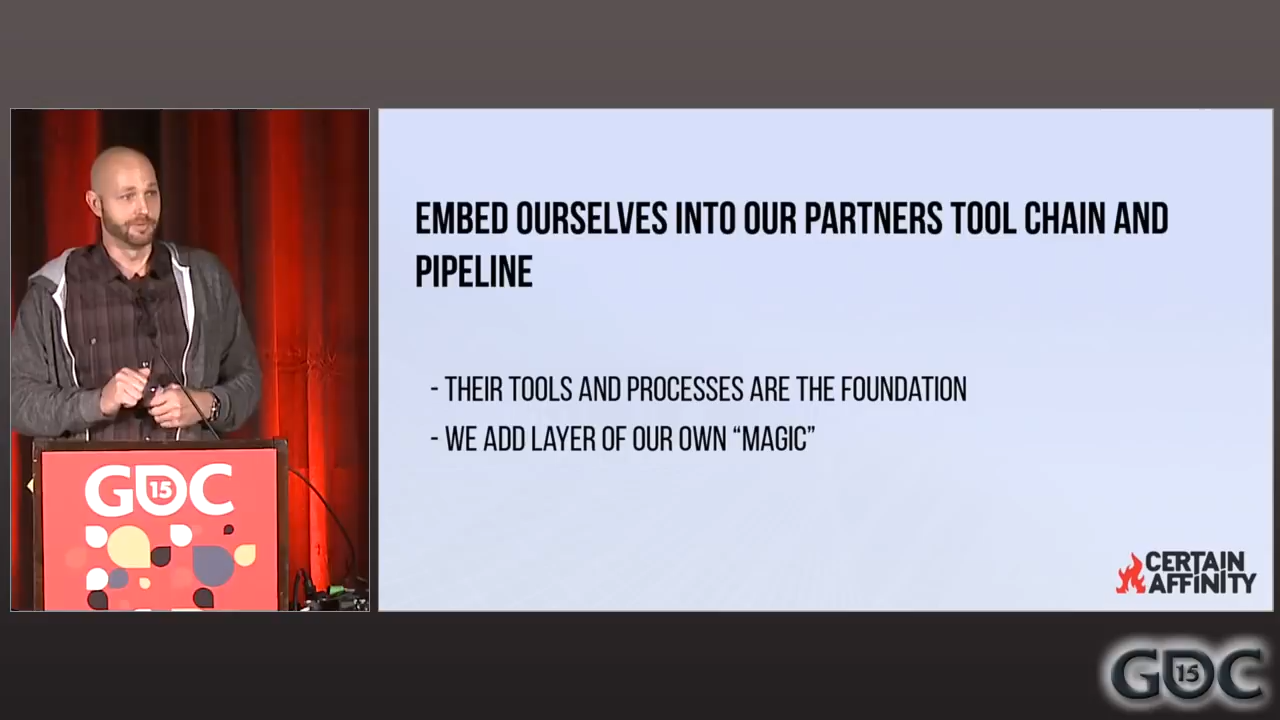 EMBED OURSELVES INTO OUR PARTNERS TOOL CHAIN AND
PIPELINE
- THEIR TOOLS AND PROCESSES ARE THE FOUNDATION
- WE ADD LAYER OF OUR OWN “MAGIC”
CERTAIN
AFFINITY
GDC 15
GDC 15